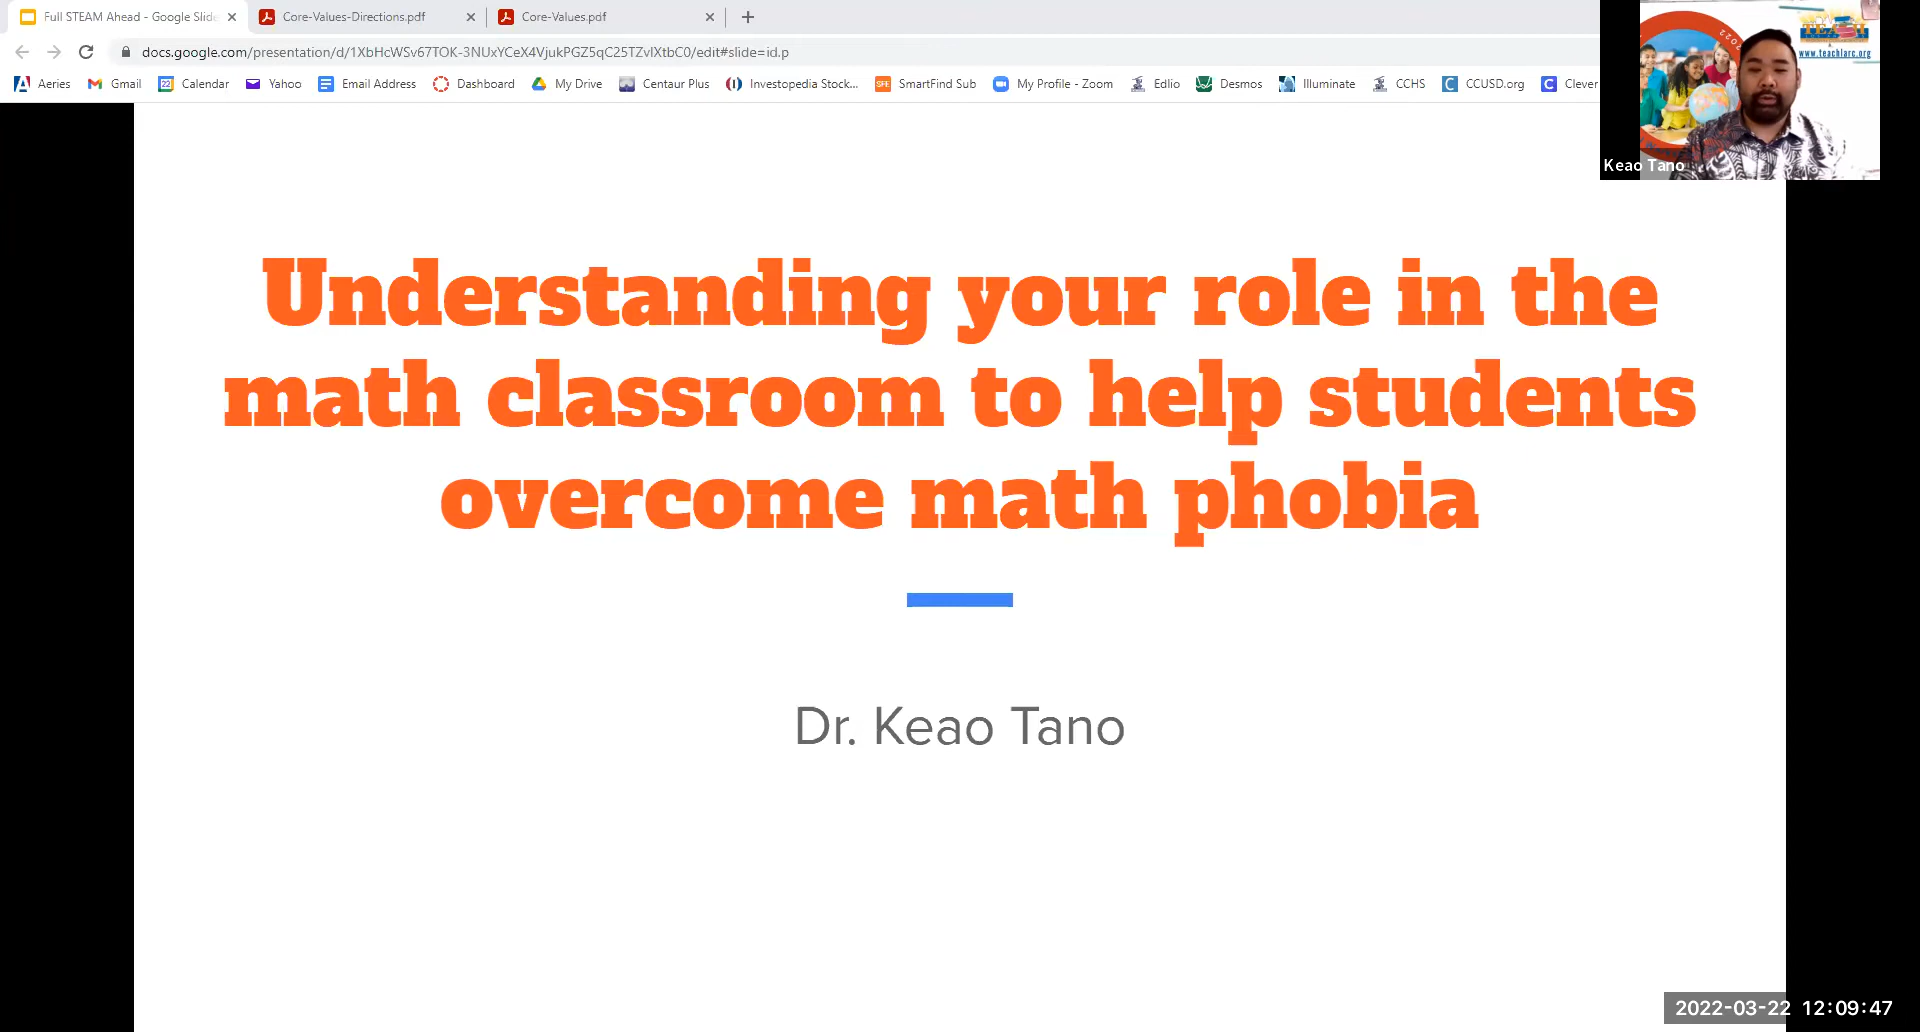 Full STEAM Ahead - Google Slide
Core-Values-Directions.pdf
Core-Values.pdf
docs.google.com/presentation/d/1XbHcWSv67TOK-3NUxYCeX4VjukPGZ5qC25TZvlXtbC0/edit#slide=id.p
Aeries Gmail Calendar Yahoo Email Address Dashboard My Drive Centaur Plus Investopedia Stock... SmartFind Sub My Profile - Zoom Edlio Desmos Illuminate CCHS CCUSD.org Clever
2022
TEACH
www.teachlarc.org
Keao Tano
Understanding your role in the
math classroom to help students
overcome math phobia
Dr. Keao Tano
2022-03-22 12:09:47